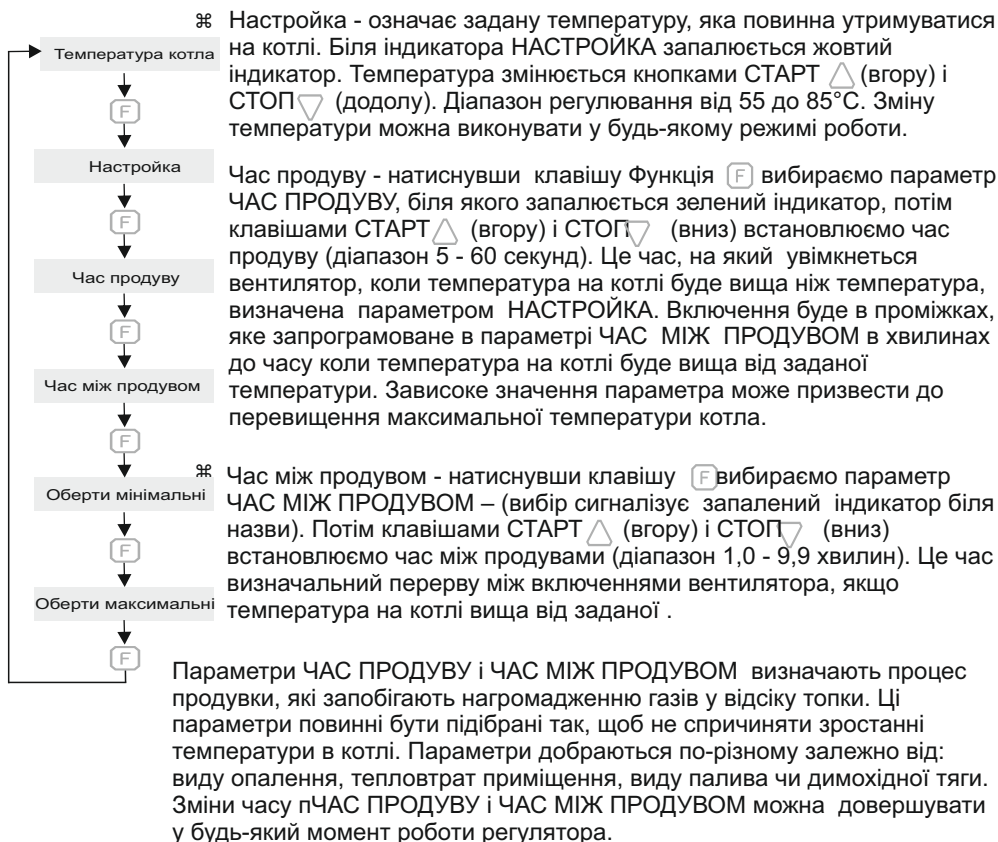 ⌘ Настройка - означає задану температуру, яка повинна утримуватися
на котлі. Біля індикатора НАСТРОЙКА запалюється жовтий
індикатор. Температура змінюється кнопками СТАРТ △ (вгору) і
СТОП ▽ (додолу). Діапазон регулювання від 55 до 85°C. Зміну
температури можна виконувати у будь-якому режимі роботи.
Час продуву - натиснувши клавішу Функція F вибираємо параметр
ЧАС ПРОДУВУ, біля якого запалюється зелений індикатор, потім
клавішами СТАРТ △ (вгору) і СТОП ▽ (вниз) встановлюємо час
продуву (діапазон 5 - 60 секунд). Це час, на який увімкнеться
вентилятор, коли температура на котлі буде вища ніж температура,
визначена параметром НАСТРОЙКА. Включення буде в проміжках,
яке запрограмоване в параметрі ЧАС МІЖ ПРОДУВОМ в хвилинах
до часу коли температура на котлі буде вища від заданої
температури. Зависоке значення параметра може призвести до
перевищення максимальної температури котла.
⌘ Час між продувом - натиснувши клавішу F вибираємо параметр
ЧАС МІЖ ПРОДУВОМ – (вибір сигналізує запалений індикатор біля
назви). Потім клавішами СТАРТ △ (вгору) і СТОП ▽ (вниз)
встановлюємо час між продувами (діапазон 1,0 - 9,9 хвилин). Це час
визначальний перерву між включеннями вентилятора, якщо
температура на котлі вища від заданої .
Температура котла
F
Настройка
F
Час продуву
F
Час між продувом
F
Оберти мінімальні
F
Оберти максимальні
F
Параметри ЧАС ПРОДУВУ і ЧАС МІЖ ПРОДУВОМ визначають процес
продувки, які запобігають нагромадженню газів у відсіку топки. Ці
параметри повинні бути підібрані так, щоб не спричиняти зростанні
температури в котлі. Параметри добраються по-різному залежно від:
виду опалення, тепловтрат приміщення, виду палива чи димохідної тяги.
Зміни часу пЧАС ПРОДУВУ і ЧАС МІЖ ПРОДУВОМ можна довершувати
у будь-який момент роботи регулятора.